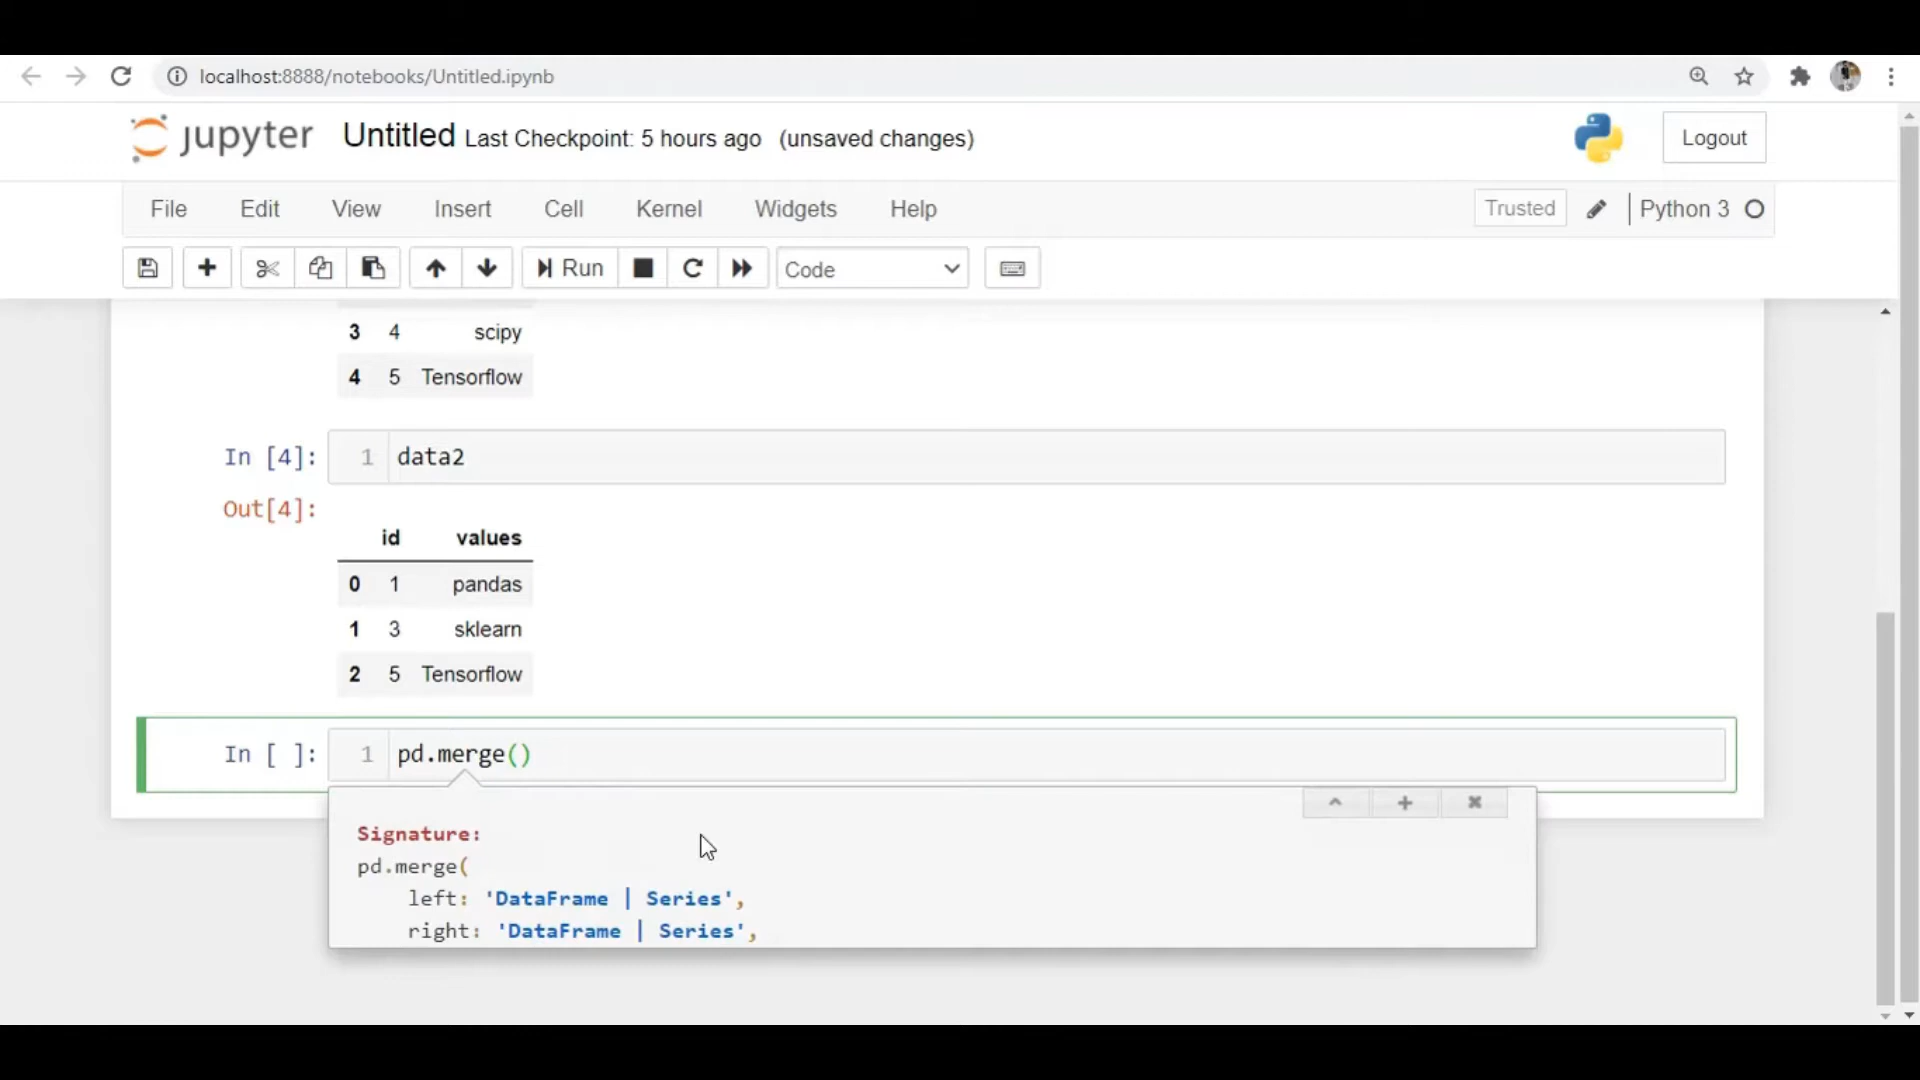 localhost:8888/notebooks/Untitled.ipynb
jupyter Untitled Last Checkpoint: 5 hours ago (unsaved changes) Logout
File Edit View Insert Cell Kernel Widgets Help Trusted Python 3
Run Code
3 4 scipy
4 5 Tensorflow
In [4]: 1 data2
Out[4]:
id values
0 1 pandas
1 3 sklearn
2 5 Tensorflow
In [ ]: 1 pd.merge()
Signature:
pd.merge(
left: 'DataFrame | Series',
right: 'DataFrame | Series',